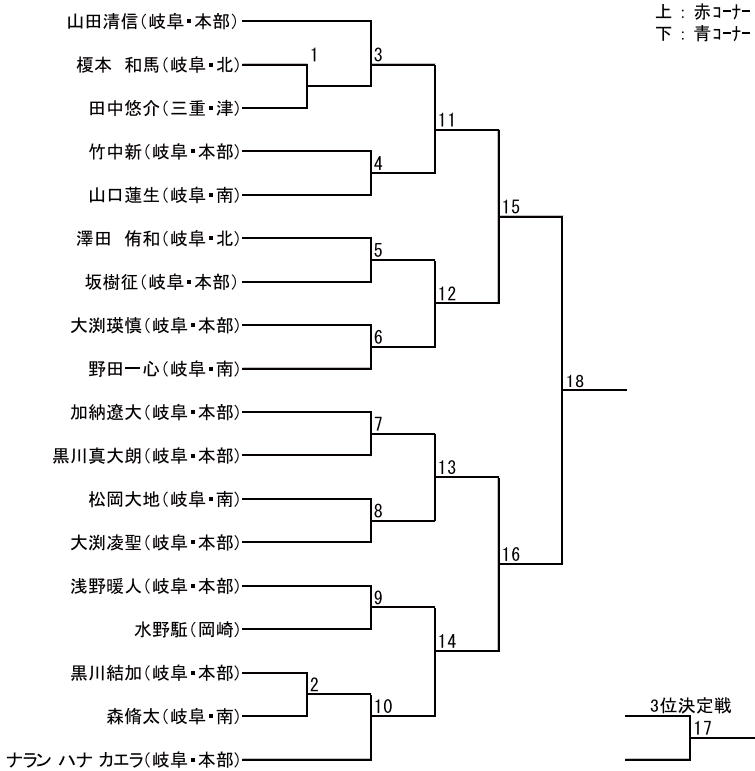 上：赤コーナー
下：青コーナー
山田清信（岐阜・本部）
榎本　和馬（岐阜・北）
田中悠介（三重・津）
竹中新（岐阜・本部）
山口蓮生（岐阜・南）
澤田　侑和（岐阜・北）
坂樹征（岐阜・本部）
大渕瑛慎（岐阜・本部）
野田一心（岐阜・南）
加納遼大（岐阜・本部）
黒川真大朗（岐阜・本部）
松岡大地（岐阜・南）
大渕凌聖（岐阜・本部）
浅野暖人（岐阜・本部）
水野駈（岡崎）
黒川結加（岐阜・本部）
森脩太（岐阜・南）
ナラン ハナ カエラ（岐阜・本部）
1
2
3
4
5
6
7
8
9
10
11
12
13
14
15
16
18
3位決定戦
17